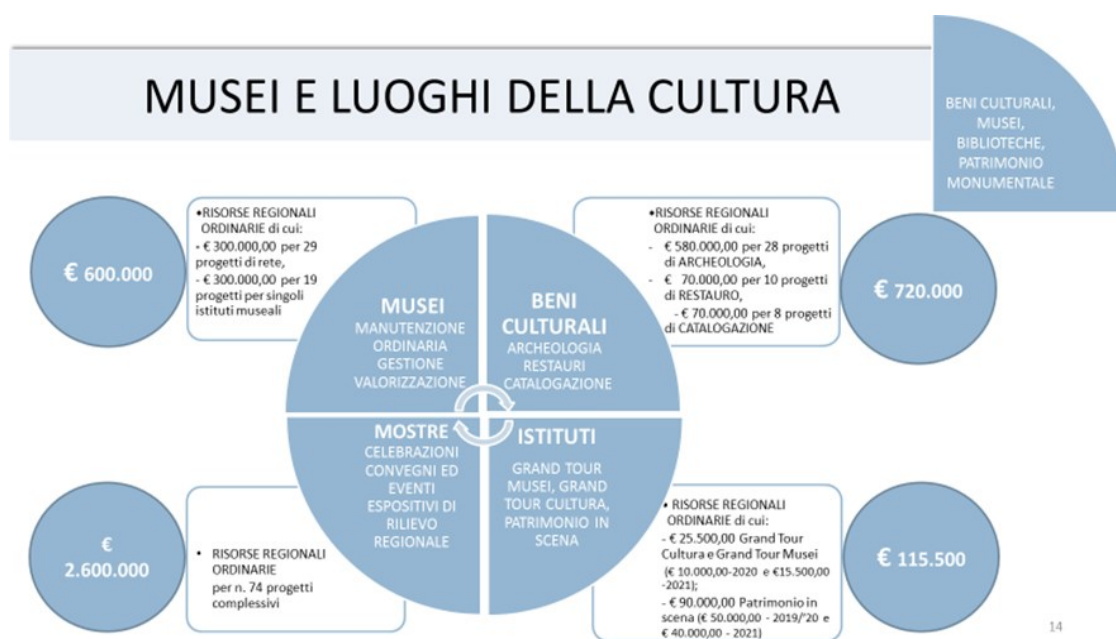 MUSEI E LUOGHI DELLA CULTURA
BENI CULTURALI,
MUSEI,
BIBLIOTECHE,
PATRIMONIO
MONUMENTALE
€ 600.000
•RISORSE REGIONALI
ORDINARIE di cui:
- € 300.000,00 per 29
progetti di rete,
- € 300.000,00 per 19
progetti per singoli
istituti museali
MUSEI
MANUTENZIONE
ORDINARIA
GESTIONE
VALORIZZAZIONE
BENI
CULTURALI
ARCHEOLOGIA
RESTAURI
CATALOGAZIONE
•RISORSE REGIONALI
ORDINARIE di cui:
- € 580.000,00 per 28 progetti
di ARCHEOLOGIA,
- € 70.000,00 per 10 progetti
di RESTAURO,
- € 70.000,00 per 8 progetti
di CATALOGAZIONE
€ 720.000
€
2.600.000
• RISORSE REGIONALI
ORDINARIE
per n. 74 progetti
complessivi
MOSTRE
CELEBRAZIONI
CONVEGNI ED
EVENTI
ESPOSITIVI DI
RILIEVO
REGIONALE
ISTITUTI
GRAND TOUR
MUSEI, GRAND
TOUR CULTURA,
PATRIMONIO IN
SCENA
• RISORSE REGIONALI
ORDINARIE di cui:
- € 25.500,00 Grand Tour
Cultura e Grand Tour Musei
(€ 10.000,00-2020 e €15.500,00
-2021);
- € 90.000,00 Patrimonio in
scena (€ 50.000,00 - 2019/'20 e
€ 40.000,00 - 2021)
€ 115.500
14